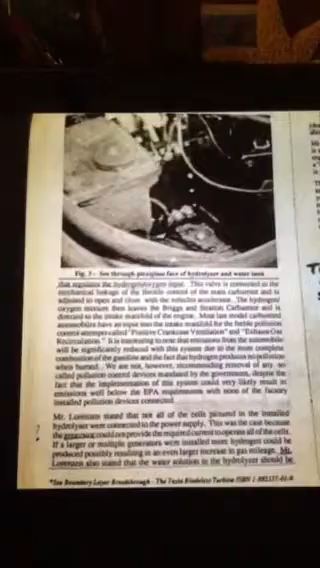 Fig. 3 - See through plexiglass face of hydrolyzer and water tank
that regulates the hydrogen/oxygen input. This valve is connected to the
mechanical linkage of the throttle control of the main carburetor and is
adjusted to open and close with the vehicles accelerator. The hydrogen/
oxygen mixture then leaves the Briggs and Stratton Carburetor and is
directed to the intake manifold of the engine. Most late model carbureted
automobiles have an input into the intake manifold for the feeble pollution
control attempts called "Positive Crankcase Ventilation" and "Exhaust Gas
Recirculation." It is interesting to note that emissions from the automobile
will be significantly reduced with this system due to the more complete
combustion of the gasoline and the fact that hydrogen produces no pollution
when burned. We are not, however, recommending removal of any so
called pollution control devices mandated by the government, despite the
fact that the implementation of this system could very likely result in
emissions well below the EPA requirements with none of the factory
installed pollution devices connected.
Mr. Lorenzen stated that not all of the cells pictured in the installed
hydrolyzer were connected to the power supply. This was the case because
the generator could not provide the required current to operate all of the cells.
If a larger or multiple generators were installed more hydrogen could be
produced possibly resulting in an even larger increase in gas mileage. Mr.
Lorenzen also stated that the water solution in the hydrolyzer should be
?
*See Boundary Layer Breakthrough - The Tesla Bladeless Turbine ISBN